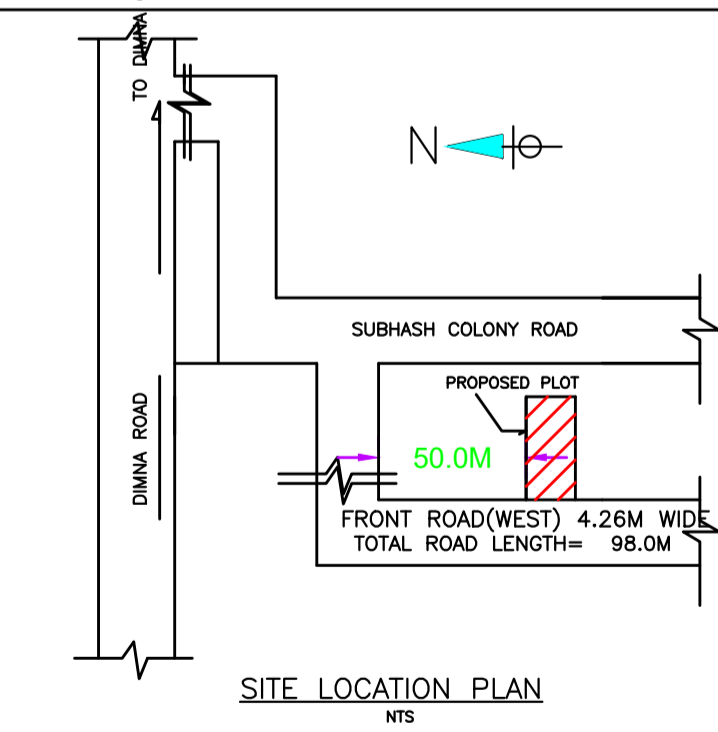 TO DIMNA
N
SUBHASH COLONY ROAD
PROPOSED PLOT
DIMNA ROAD
50.0M
FRONT ROAD(WEST) 4.26M WIDE
TOTAL ROAD LENGTH= 98.0M
SITE LOCATION PLAN
NTS